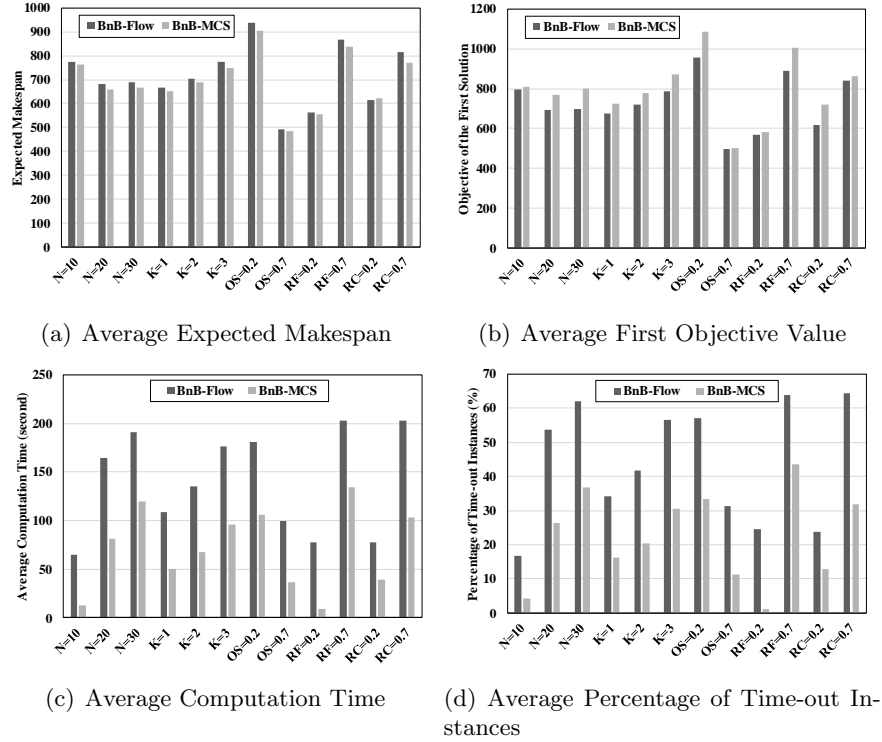 BnB-Flow BnB-MCS
Expected Makespan
1000
900
800
700
600
500
400
300
200
100
0
N=10 N=20 N=30 K=1 K=2 K=3 OS=0.2 OS=0.7 RF=0.2 RF=0.7 RC=0.2 RC=0.7
(a) Average Expected Makespan
BnB-Flow BnB-MCS
Objective of the First Solution
1200
1000
800
600
400
200
0
N=10 N=20 N=30 K=1 K=2 K=3 OS=0.2 OS=0.7 RF=0.2 RF=0.7 RC=0.2 RC=0.7
(b) Average First Objective Value
BnB-Flow BnB-MCS
Average Computation Time (second)
250
200
150
100
50
0
N=10 N=20 N=30 K=1 K=2 K=3 OS=0.2 OS=0.7 RF=0.2 RF=0.7 RC=0.2 RC=0.7
(c) Average Computation Time
BnB-Flow BnB-MCS
Percentage of Time-out Instances (%)
70
60
50
40
30
20
10
0
N=10 N=20 N=30 K=1 K=2 K=3 OS=0.2 OS=0.7 RF=0.2 RF=0.7 RC=0.2 RC=0.7
(d) Average Percentage of Time-out In-
stances